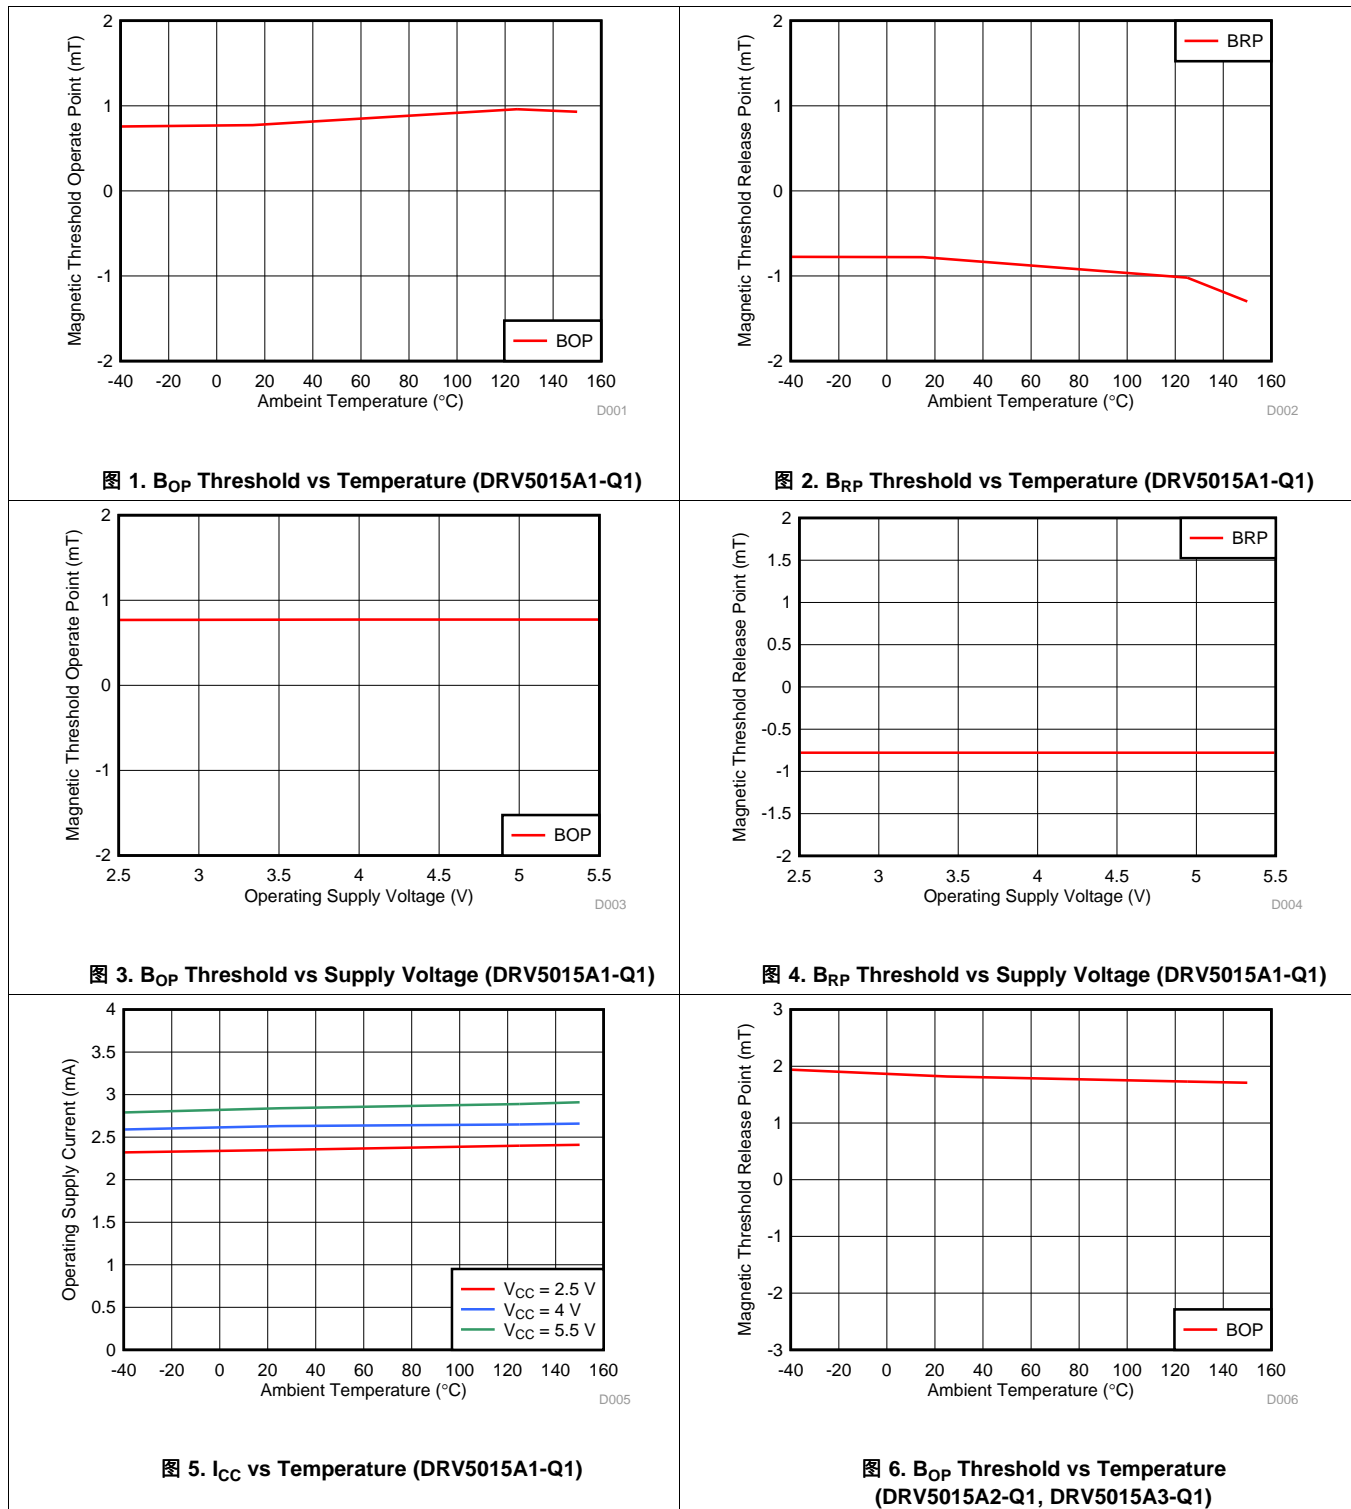 2
1
0
-1
-2
Magnetic Threshold Operate Point (mT)
-40 -20 0 20 40 60 80 100 120 140 160
Ambeint Temperature (°C)
BOP
D001
图 1. BOP Threshold vs Temperature (DRV5015A1-Q1)
2
1
0
-1
-2
Magnetic Threshold Release Point (mT)
-40 -20 0 20 40 60 80 100 120 140 160
Ambient Temperature (°C)
BRP
D002
图 2. BRP Threshold vs Temperature (DRV5015A1-Q1)
2
1
0
-1
-2
Magnetic Threshold Operate Point (mT)
2.5 3 3.5 4 4.5 5 5.5
Operating Supply Voltage (V)
BOP
D003
图 3. BOP Threshold vs Supply Voltage (DRV5015A1-Q1)
2
1.5
1
0.5
0
-0.5
-1
-1.5
-2
Magnetic Threshold Release Point (mT)
2.5 3 3.5 4 4.5 5 5.5
Operating Supply Voltage (V)
BRP
D004
图 4. BRP Threshold vs Supply Voltage (DRV5015A1-Q1)
4
3.5
3
2.5
2
1.5
1
0.5
0
Operating Supply Current (mA)
-40 -20 0 20 40 60 80 100 120 140 160
Ambient Temperature (°C)
VCC = 2.5 V
VCC = 4 V
VCC = 5.5 V
D005
图 5. ICC vs Temperature (DRV5015A1-Q1)
3
2
1
0
-1
-2
-3
Magnetic Threshold Release Point (mT)
-40 -20 0 20 40 60 80 100 120 140 160
Ambient Temperature (°C)
BOP
D006
图 6. BOP Threshold vs Temperature
(DRV5015A2-Q1, DRV5015A3-Q1)